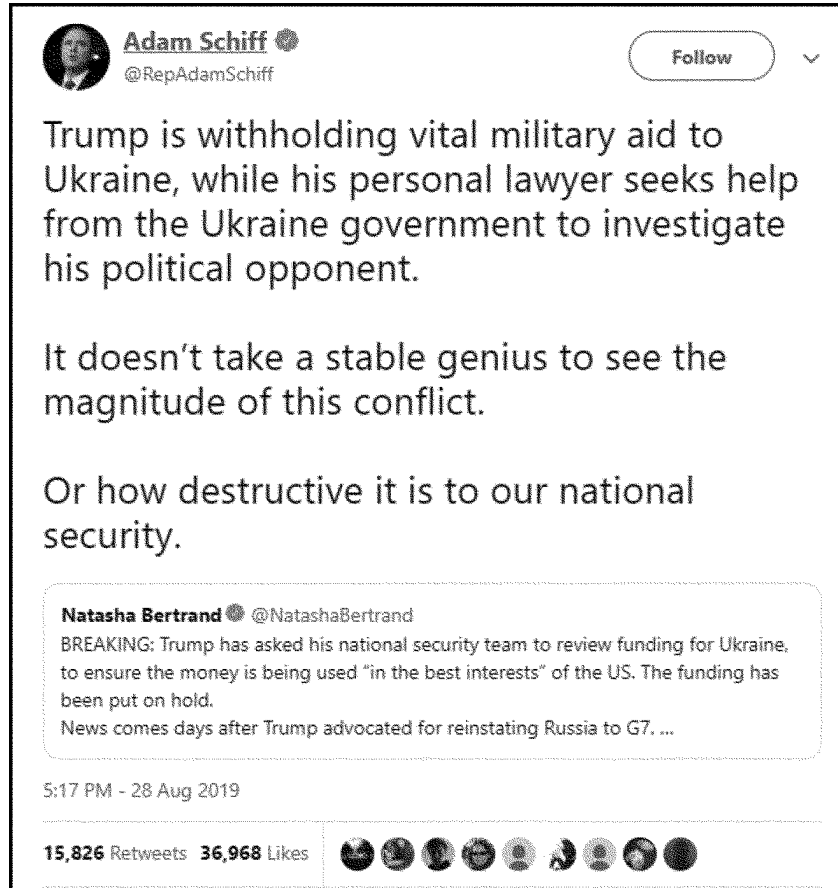 Adam Schiff
@RepAdamSchiff
Follow
Trump is withholding vital military aid to
Ukraine, while his personal lawyer seeks help
from the Ukraine government to investigate
his political opponent.
It doesn't take a stable genius to see the
magnitude of this conflict.
Or how destructive it is to our national
security.
Natasha Bertrand @NatashaBertrand
BREAKING: Trump has asked his national security team to review funding for Ukraine,
to ensure the money is being used "in the best interests" of the US. The funding has
been put on hold.
News comes days after Trump advocated for reinstating Russia to G7. ...
5:17 PM - 28 Aug 2019
15,826 Retweets 36,968 Likes